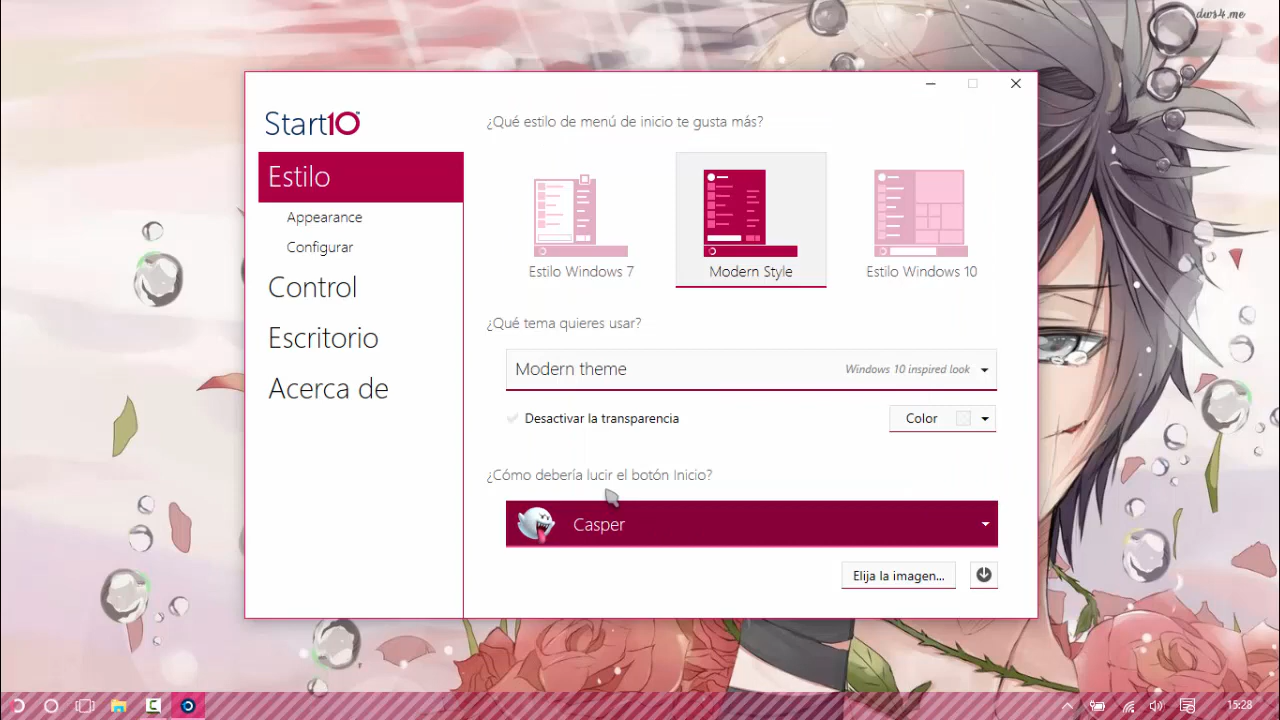 dws4.me
Start10
¿Qué estilo de menú de inicio te gusta más?
Estilo
Appearance
Configurar
Control
Escritorio
Acerca de
Estilo Windows 7
Modern Style
Estilo Windows 10
¿Qué tema quieres usar?
Modern theme
Windows 10 inspired look
Desactivar la transparencia
Color
¿Cómo debería lucir el botón Inicio?
Casper
Elija la imagen...
15:28